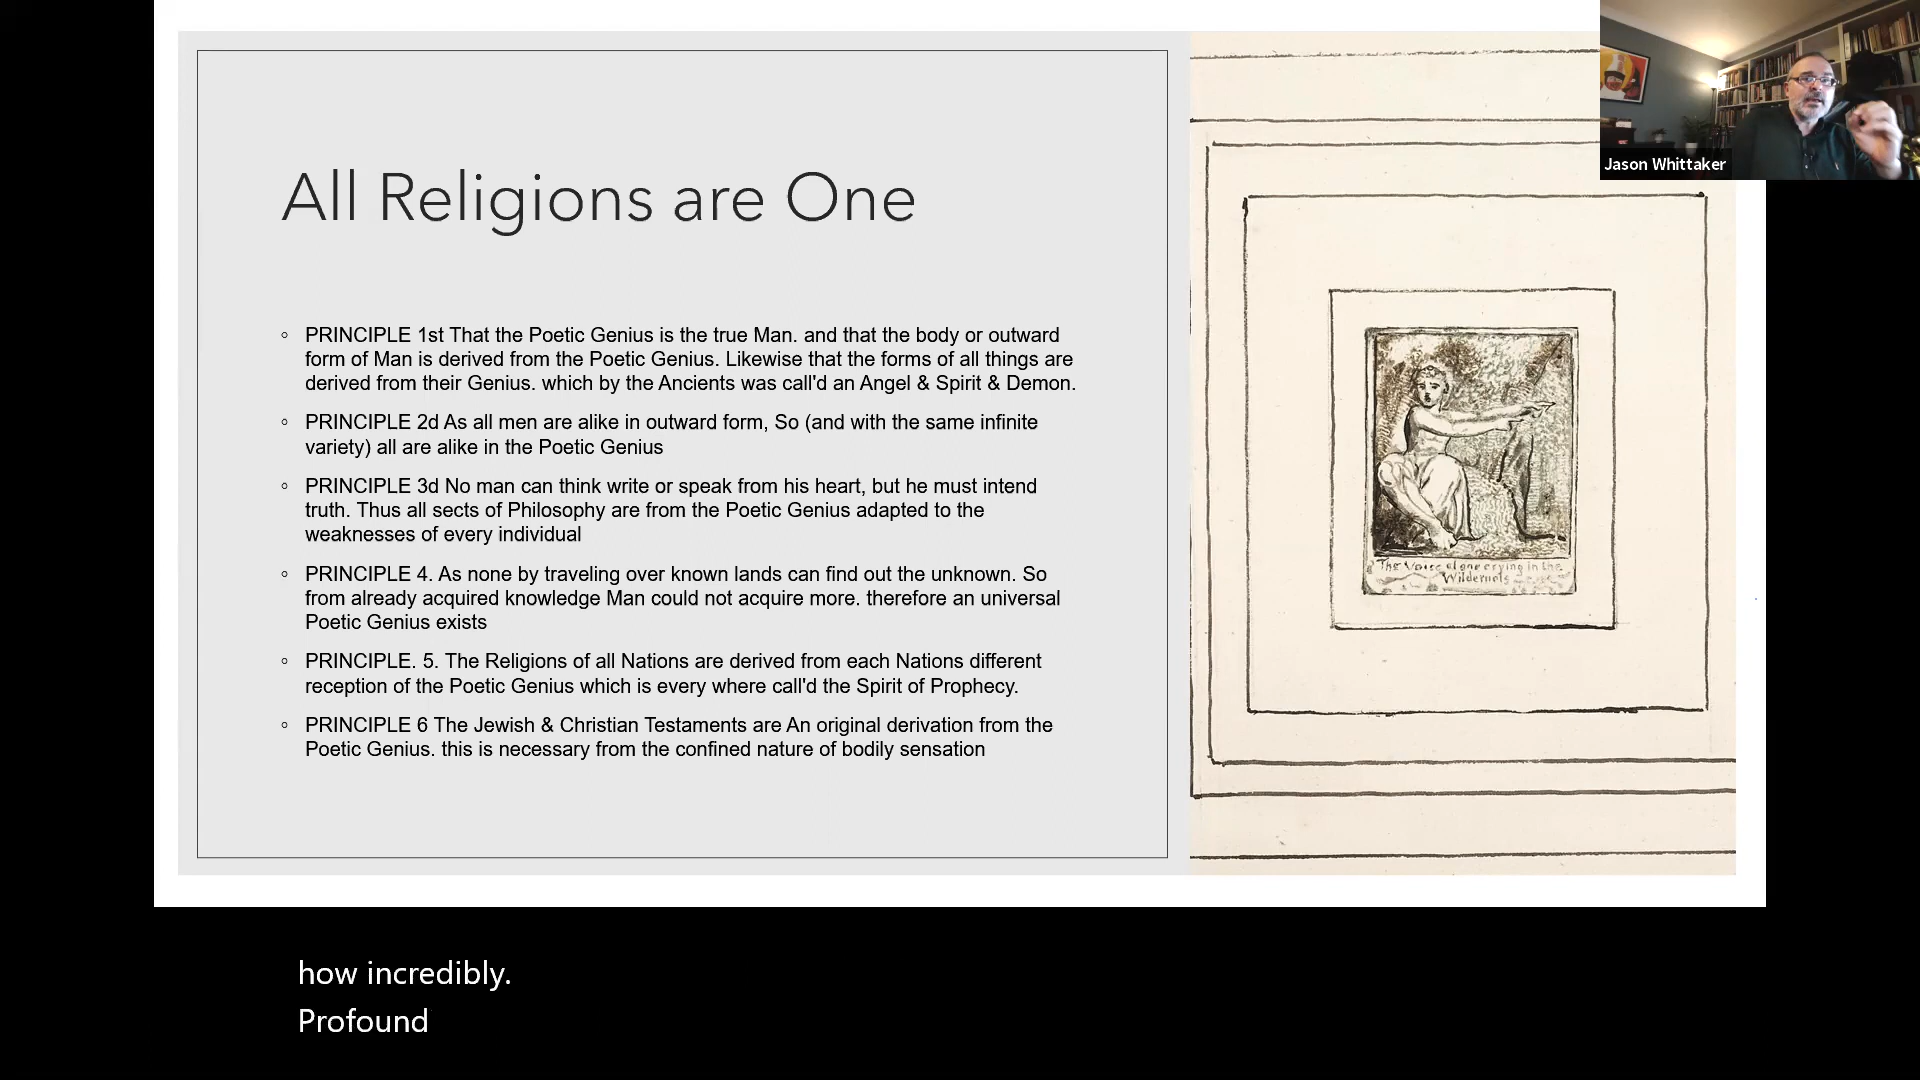 All Religions are One
◦ PRINCIPLE 1st That the Poetic Genius is the true Man. and that the body or outward
form of Man is derived from the Poetic Genius. Likewise that the forms of all things are
derived from their Genius. which by the Ancients was call'd an Angel & Spirit & Demon.
◦ PRINCIPLE 2d As all men are alike in outward form, So (and with the same infinite
variety) all are alike in the Poetic Genius
◦ PRINCIPLE 3d No man can think write or speak from his heart, but he must intend
truth. Thus all sects of Philosophy are from the Poetic Genius adapted to the
weaknesses of every individual
◦ PRINCIPLE 4. As none by traveling over known lands can find out the unknown. So
from already acquired knowledge Man could not acquire more. therefore an universal
Poetic Genius exists
◦ PRINCIPLE. 5. The Religions of all Nations are derived from each Nations different
reception of the Poetic Genius which is every where call'd the Spirit of Prophecy.
◦ PRINCIPLE 6 The Jewish & Christian Testaments are An original derivation from the
Poetic Genius. this is necessary from the confined nature of bodily sensation
The Voice of one crying in the
Wilderness
Jason Whittaker
how incredibly.
Profound